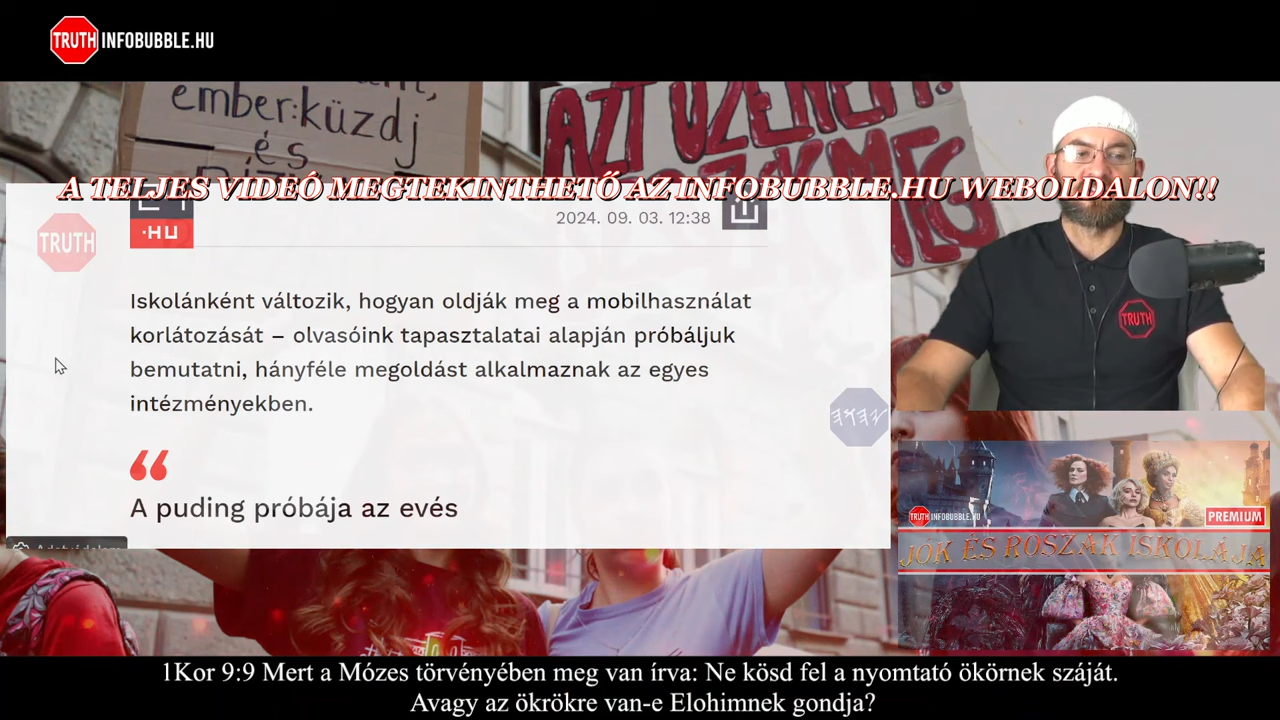 TRUTH INFOBUBBLE.HU
ember:küzdj
és
AZT ÜZENEM:
A TELJES VIDEÓ MEGTEKINTHETŐ AZ INFOBUBBLE.HU WEBOLDALON!!
TRUTH
·HU
2024. 09. 03. 12:38
Iskolánként változik, hogyan oldják meg a mobilhasználat
korlátozását – olvasóink tapasztalatai alapján próbáljuk
bemutatni, hányféle megoldást alkalmaznak az egyes
intézményekben.
“
A puding próbája az evés
TRUTH
TRUTH INFOBUBBLE.HU
PREMIUM
JÓK ÉS ROSZAK ISKOLÁJA
1Kor 9:9 Mert a Mózes törvényében meg van írva: Ne kösd fel a nyomtató ökörnek száját.
Avagy az ökrökre van-e Elohimnek gondja?